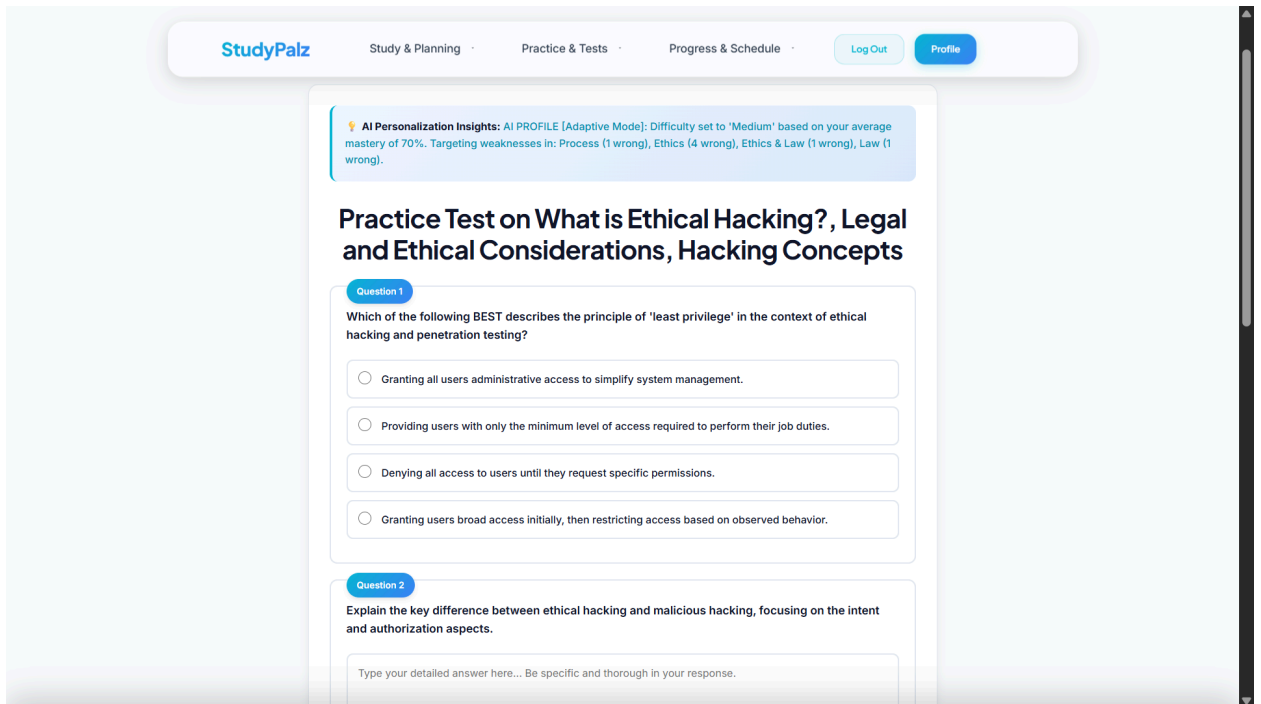 StudyPalz
Study & Planning
Practice & Tests
Progress & Schedule
Log Out
Profile
AI Personalization Insights: AI PROFILE [Adaptive Mode]: Difficulty set to 'Medium' based on your average
mastery of 70%. Targeting weaknesses in: Process (1 wrong), Ethics (4 wrong), Ethics & Law (1 wrong), Law (1
wrong).
Practice Test on What is Ethical Hacking?, Legal
and Ethical Considerations, Hacking Concepts
Question 1
Which of the following BEST describes the principle of 'least privilege' in the context of ethical
hacking and penetration testing?
Granting all users administrative access to simplify system management.
Providing users with only the minimum level of access required to perform their job duties.
Denying all access to users until they request specific permissions.
Granting users broad access initially, then restricting access based on observed behavior.
Question 2
Explain the key difference between ethical hacking and malicious hacking, focusing on the intent
and authorization aspects.
Type your detailed answer here... Be specific and thorough in your response.